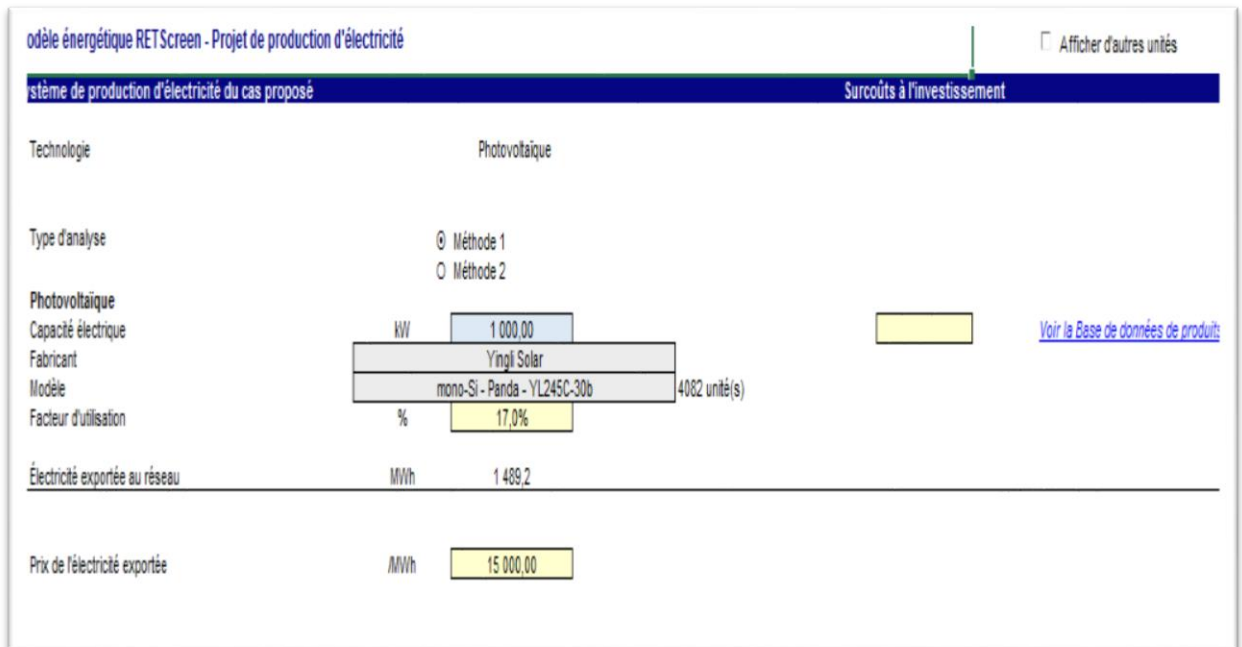 odèle énergétique RETScreen - Projet de production d'électricité
Afficher d'autres unités
rstème de production d'électricité du cas proposé Surcoûts à l'investissement
Technologie Photovoltaïque
Type d'analyse Méthode 1
Méthode 2
Photovoltaïque
Capacité électrique kW 1 000,00 Voir la Base de données de produits
Fabricant Yingli Solar
Modèle mono-Si - Panda - YL245C-30b 4082 unité(s)
Facteur d'utilisation % 17,0%
Électricité exportée au réseau MWh 1 489,2
Prix de l'électricité exportée /MWh 15 000,00